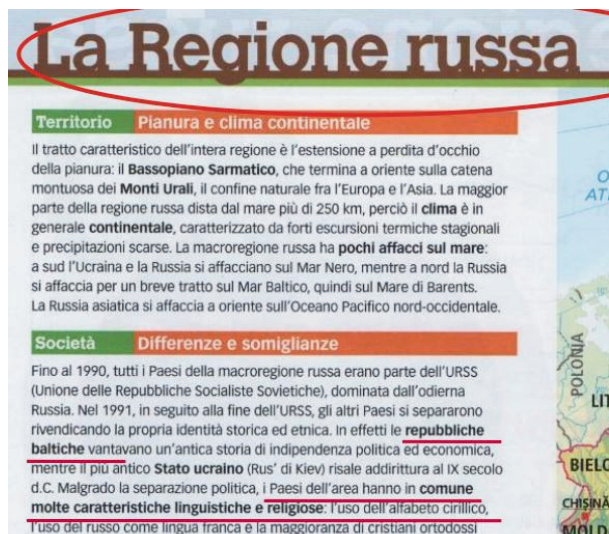 La Regione russa
Territorio Pianura e clima continentale
Il tratto caratteristico dell'intera regione è l'estensione a perdita d'occhio
della pianura: il Bassopiano Sarmatico, che termina a oriente sulla catena
montuosa dei Monti Urali, il confine naturale fra l'Europa e l'Asia. La maggior
parte della regione russa dista dal mare più di 250 km, perciò il clima è in
generale continentale, caratterizzato da forti escursioni termiche stagionali
e precipitazioni scarse. La macroregione russa ha pochi affacci sul mare:
a sud l'Ucraina e la Russia si affacciano sul Mar Nero, mentre a nord la Russia
si affaccia per un breve tratto sul Mar Baltico, quindi sul Mare di Barents.
La Russia asiatica si affaccia a oriente sull'Oceano Pacifico nord-occidentale.
Società Differenze e somiglianze
Fino al 1990, tutti i Paesi della macroregione russa erano parte dell'URSS
(Unione delle Repubbliche Socialiste Sovietiche), dominata dall'odierna
Russia. Nel 1991, in seguito alla fine dell'URSS, gli altri Paesi si separarono
rivendicando la propria identità storica ed etnica. In effetti le repubbliche
baltiche vantavano un'antica storia di indipendenza politica ed economica,
mentre il più antico Stato ucraino (Rus' di Kiev) risale addirittura al IX secolo
d.C. Malgrado la separazione politica, i Paesi dell'area hanno in comune
molte caratteristiche linguistiche e religiose: l'uso dell'alfabeto cirillico,
l'uso del russo come lingua franca e la maggioranza di cristiani ortodossi
O
AT
POLONIA
LIT
BIELO
CHIȘINĂ
MOLD